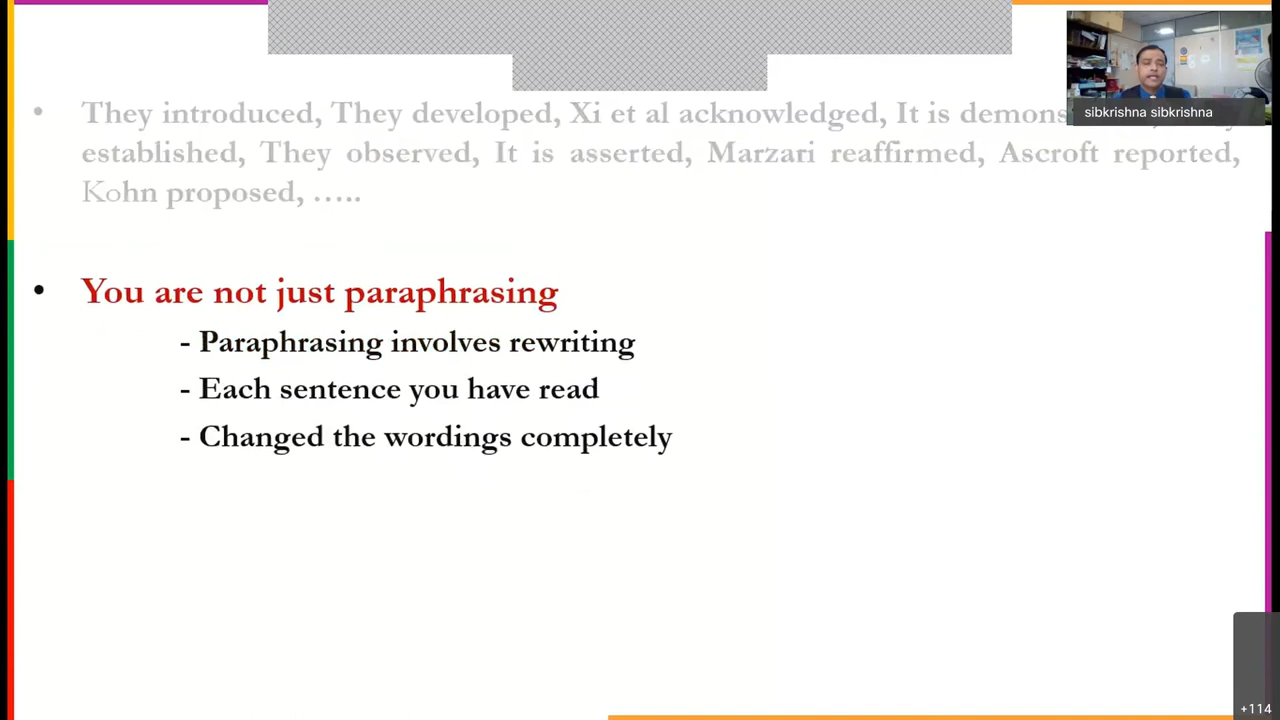 • They introduced, They developed, Xi et al acknowledged, It is demons
established, They observed, It is asserted, Marzari reaffirmed, Ascroft reported,
Kohn proposed, …..
sibkrishna sibkrishna
• You are not just paraphrasing
- Paraphrasing involves rewriting
- Each sentence you have read
- Changed the wordings completely
+114